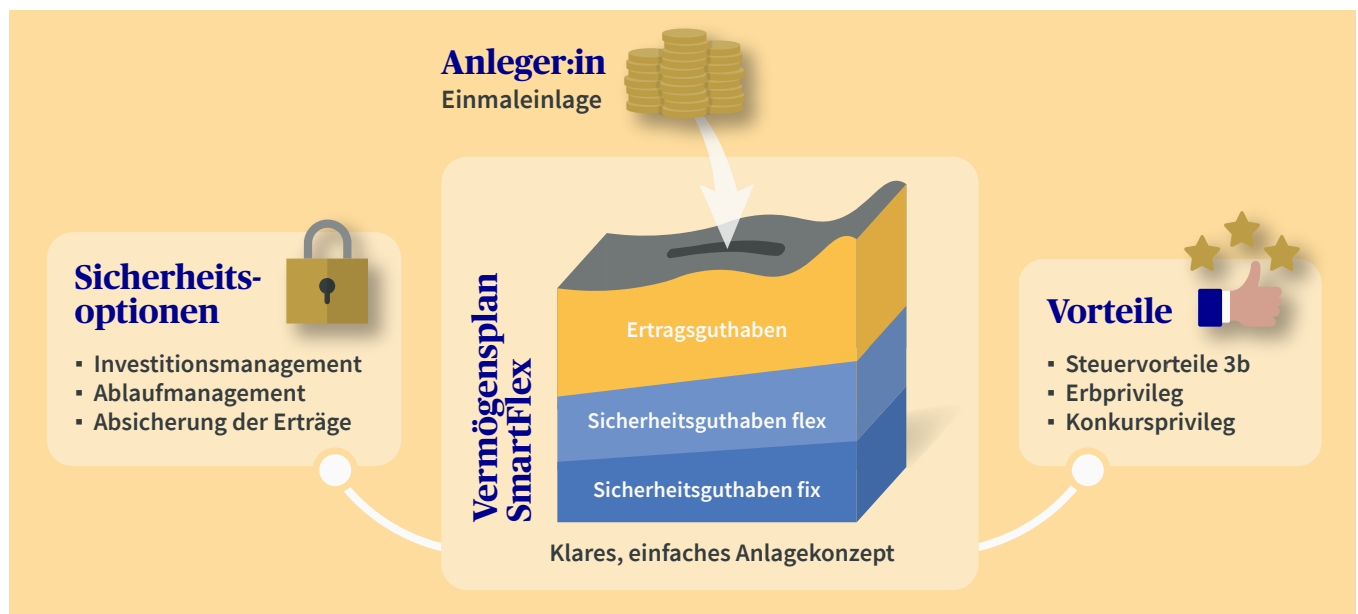 Anleger:in
Einmaleinlage
Sicherheits-
optionen
▪ Investitionsmanagement
▪ Ablaufmanagement
▪ Absicherung der Erträge
Vermögensplan
SmartFlex
Ertragsguthaben
Sicherheitsguthaben flex
Sicherheitsguthaben fix
Klares, einfaches Anlagekonzept
Vorteile
▪ Steuervorteile 3b
▪ Erbprivileg
▪ Konkursprivileg